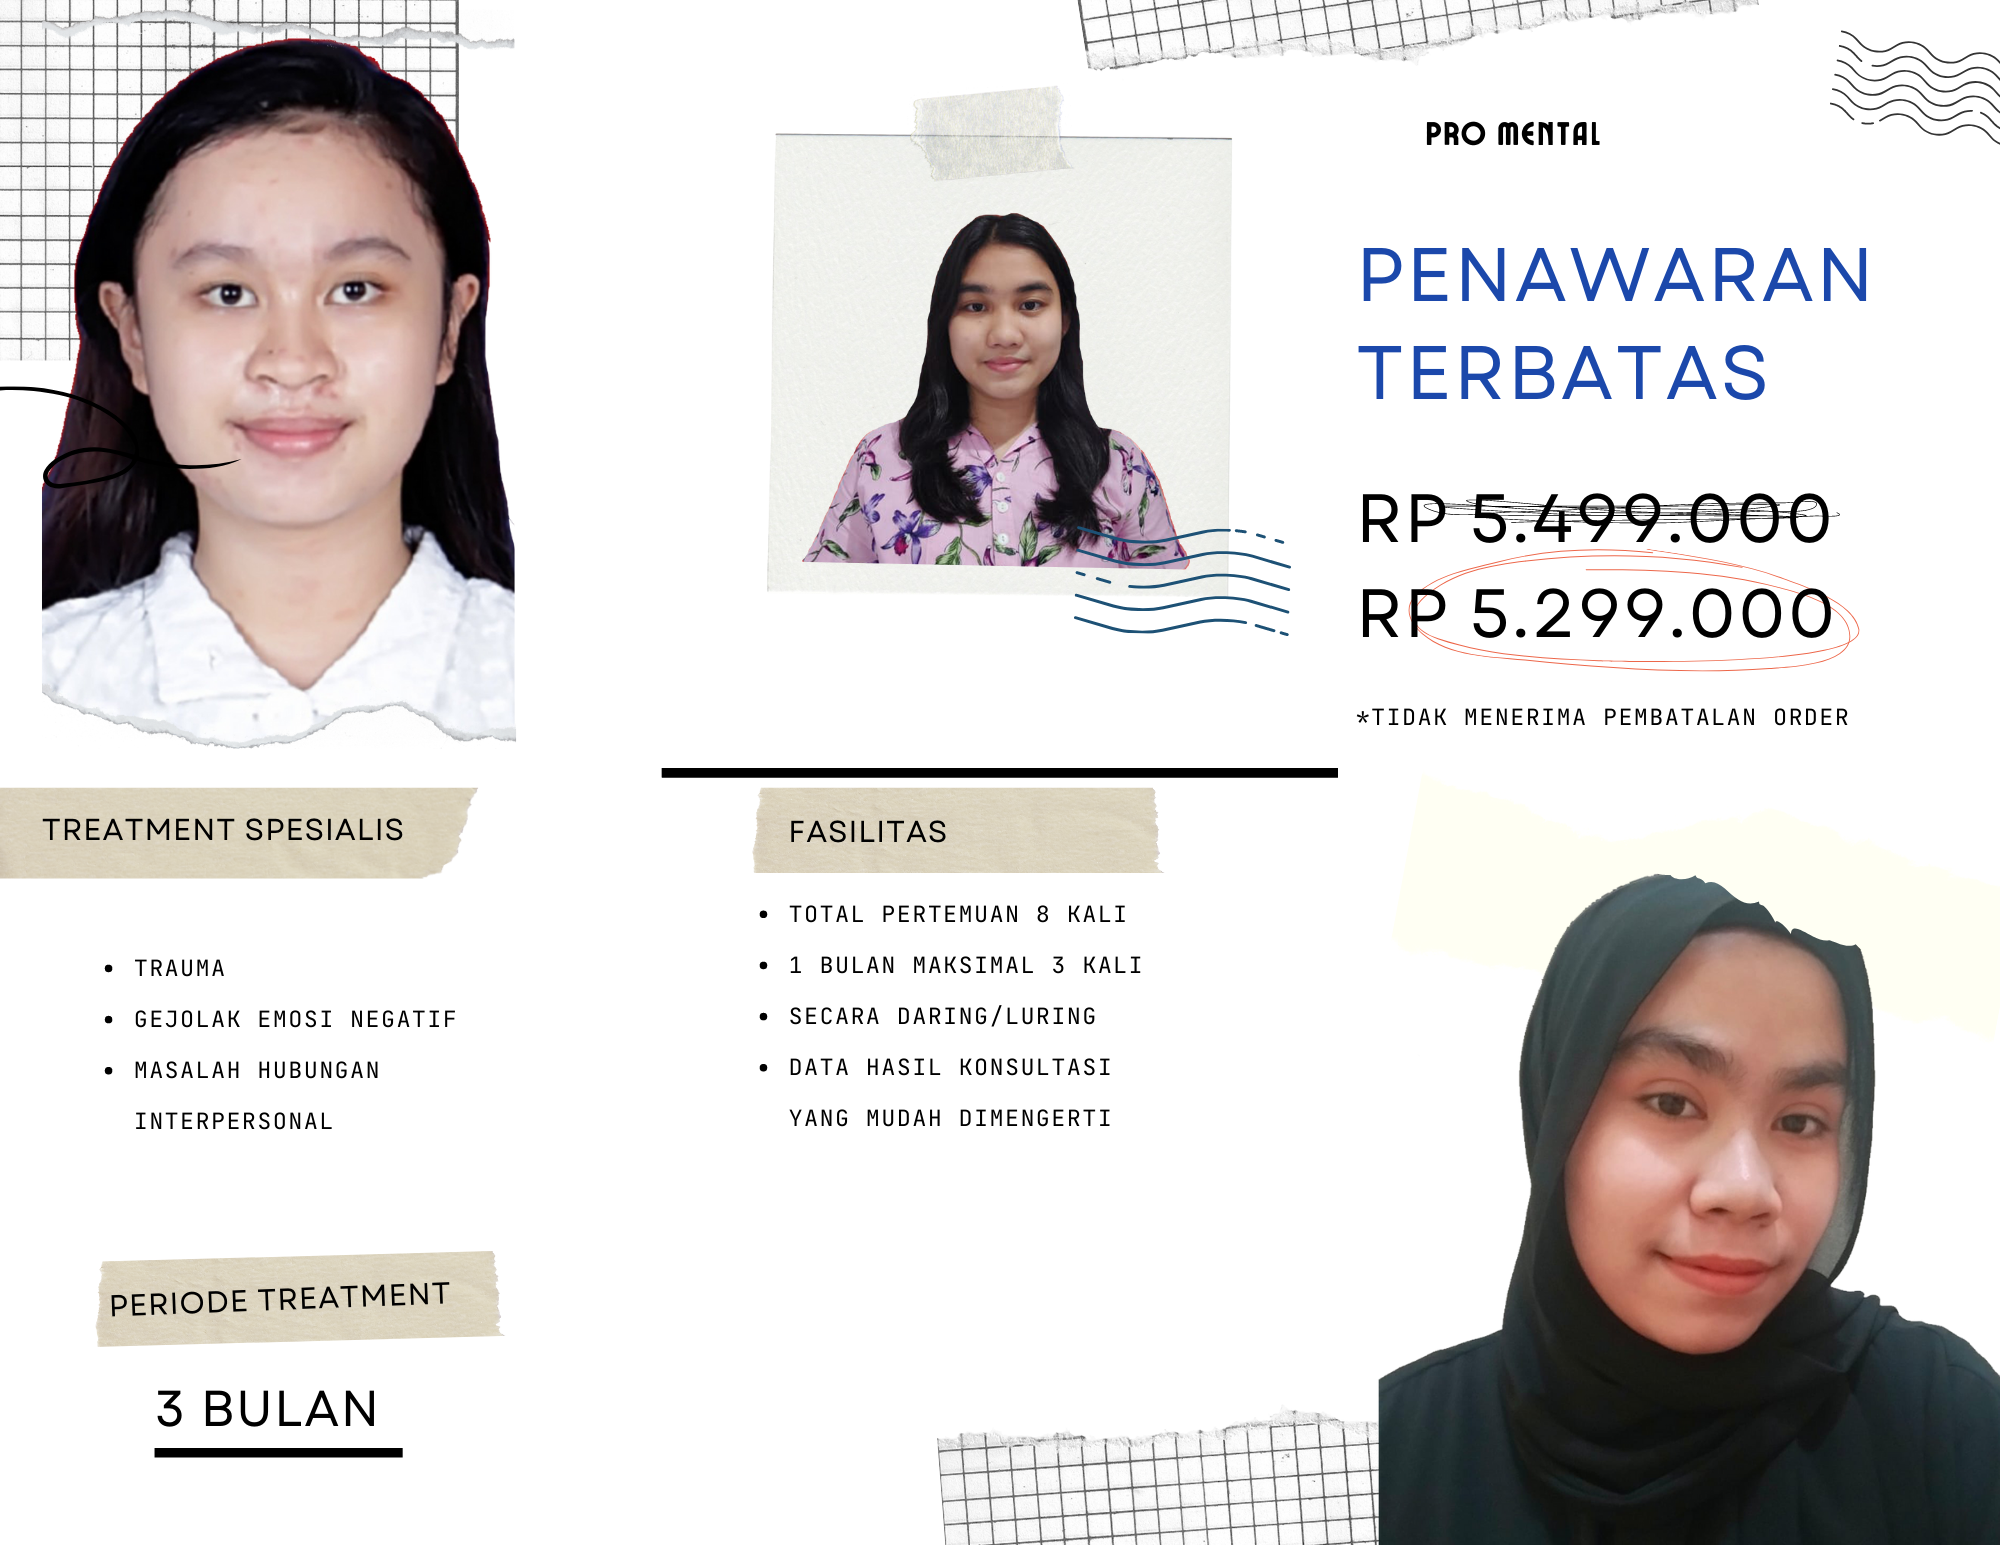 PRO MENTAL
PENAWARAN
TERBATAS
RP 5.499.000
RP 5.299.000
*TIDAK MENERIMA PEMBATALAN ORDER
TREATMENT SPESIALIS
• TRAUMA
• GEJOLAK EMOSI NEGATIF
• MASALAH HUBUNGAN
INTERPERSONAL
PERIODE TREATMENT
3 BULAN
FASILITAS
• TOTAL PERTEMUAN 8 KALI
• 1 BULAN MAKSIMAL 3 KALI
• SECARA DARING/LURING
• DATA HASIL KONSULTASI
YANG MUDAH DIMENGERTI